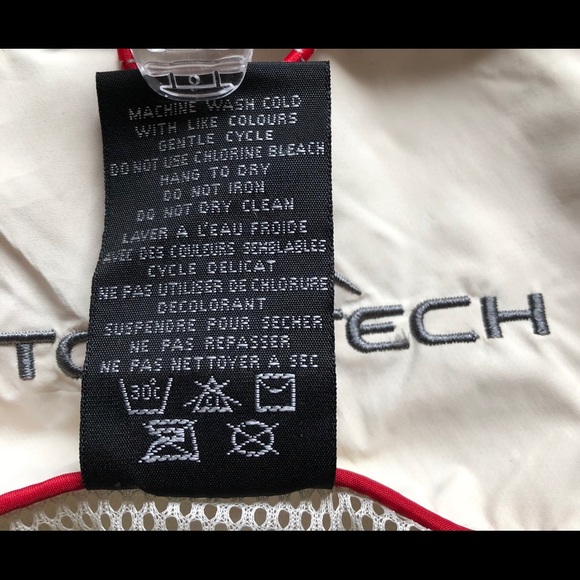 MACHINE WASH COLD
WITH LIKE COLOURS
GENTLE CYCLE
DO NOT USE CHLORINE BLEACH
HANG TO DRY
DO NOT IRON
DO NOT DRY CLEAN
LAVER A L'EAU FROIDE
AVEC DES COULEURS SEMBLABLES
CYCLE DELICAT
NE PAS UTILISER DE CHLORURE
DECOLORANT
SUSPENDRE POUR SECHER
NE PAS REPASSER
NE PAS NETTOYER A SEC
30°C
CL
TECH